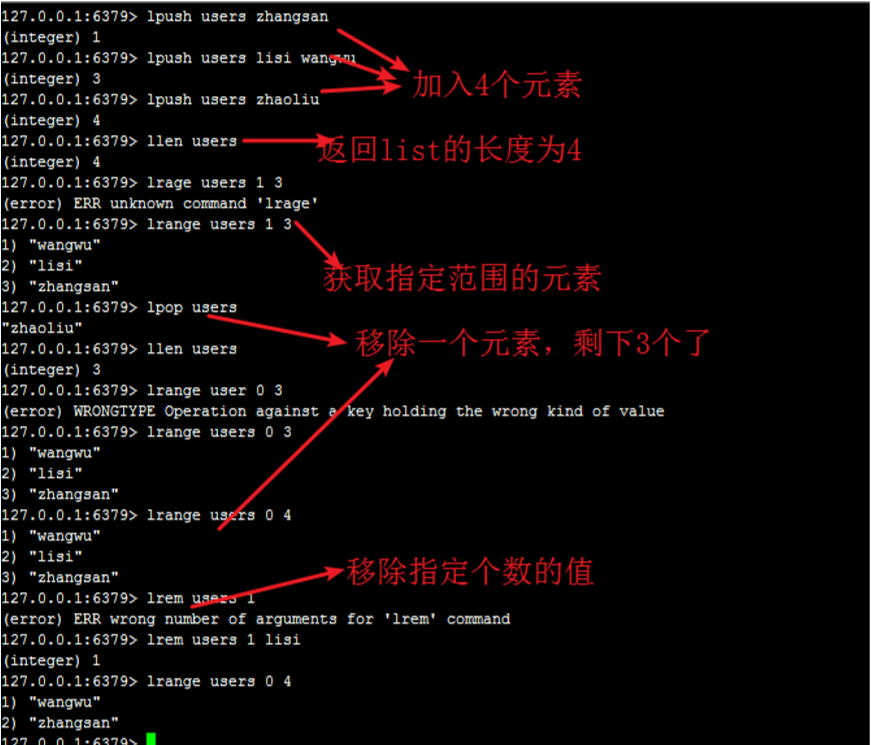 127.0.0.1:6379> lpush users zhangsan
(integer) 1
127.0.0.1:6379> lpush users lisi wangwu
(integer) 3
加入4个元素
127.0.0.1:6379> lpush users zhaoliu
(integer) 4
127.0.0.1:6379> llen users
返回list的长度为4
(integer) 4
127.0.0.1:6379> lrage users 1 3
(error) ERR unknown command 'lrage'
127.0.0.1:6379> lrange users 1 3
1) "wangwu"
2) "lisi"
获取指定范围的元素
3) "zhangsan"
127.0.0.1:6379> lpop users
"zhaoliu"
移除一个元素，剩下3个了
127.0.0.1:6379> llen users
(integer) 3
127.0.0.1:6379> lrange user 0 3
(error) WRONGTYPE Operation against a key holding the wrong kind of value
127.0.0.1:6379> lrange users 0 3
1) "wangwu"
2) "lisi"
3) "zhangsan"
127.0.0.1:6379> lrange users 0 4
1) "wangwu"
2) "lisi"
3) "zhangsan"
移除指定个数的值
127.0.0.1:6379> lrem users 1
(error) ERR wrong number of arguments for 'lrem' command
127.0.0.1:6379> lrem users 1 lisi
(integer) 1
127.0.0.1:6379> lrange users 0 4
1) "wangwu"
2) "zhangsan"
127.0.0.1:6379>